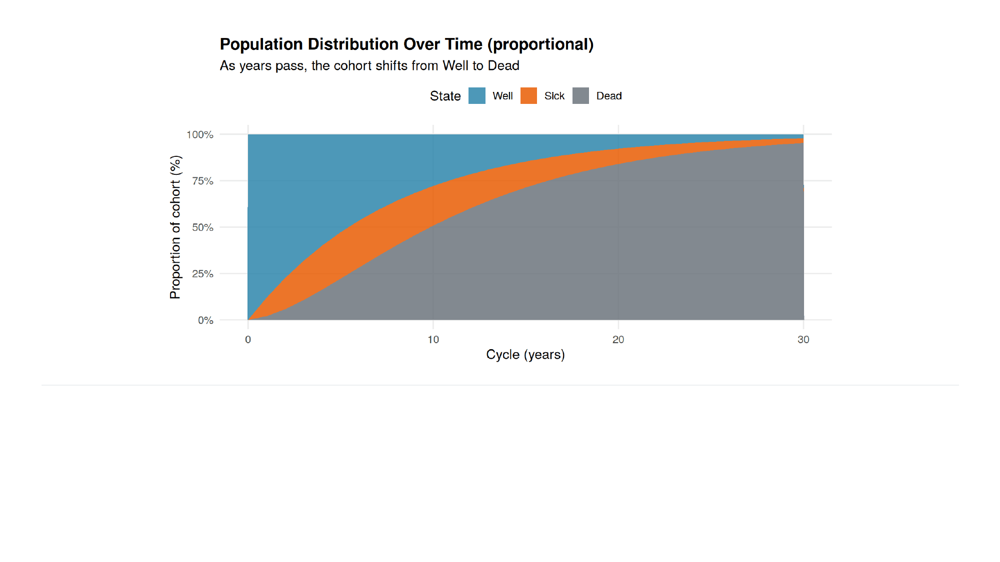 Population Distribution Over Time (proportional)
As years pass, the cohort shifts from Well to Dead
State Well Sick Dead
Proportion of cohort (%)
100%
75%
50%
25%
0%
0 10 20 30
Cycle (years)